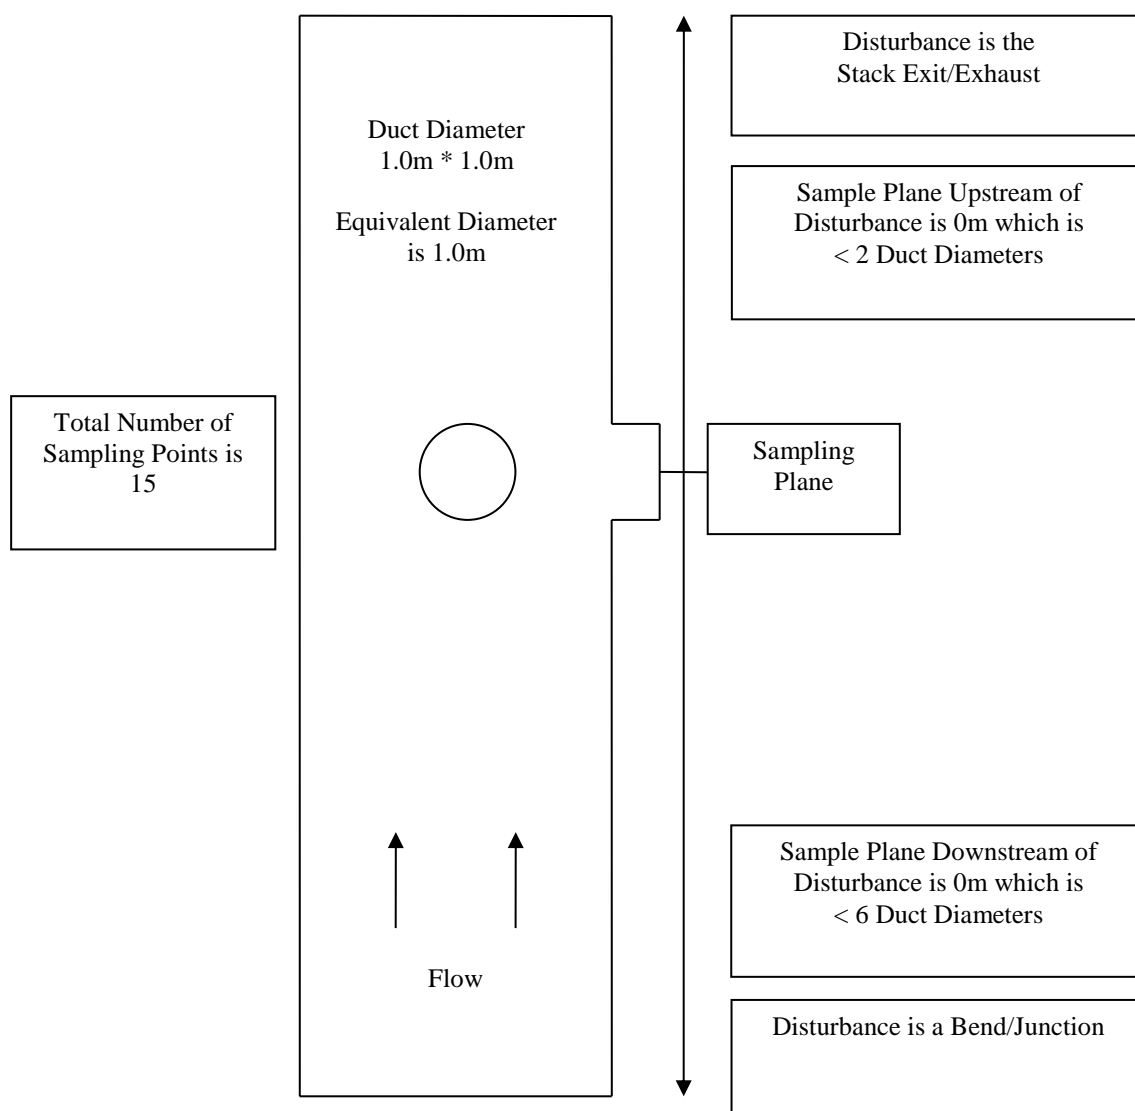 Disturbance is the
Stack Exit/Exhaust
Duct Diameter
1.0m * 1.0m
Equivalent Diameter
is 1.0m
Sample Plane Upstream of
Disturbance is 0m which is
< 2 Duct Diameters
Total Number of
Sampling Points is
15
Sampling
Plane
Sample Plane Downstream of
Disturbance is 0m which is
< 6 Duct Diameters
Flow
Disturbance is a Bend/Junction